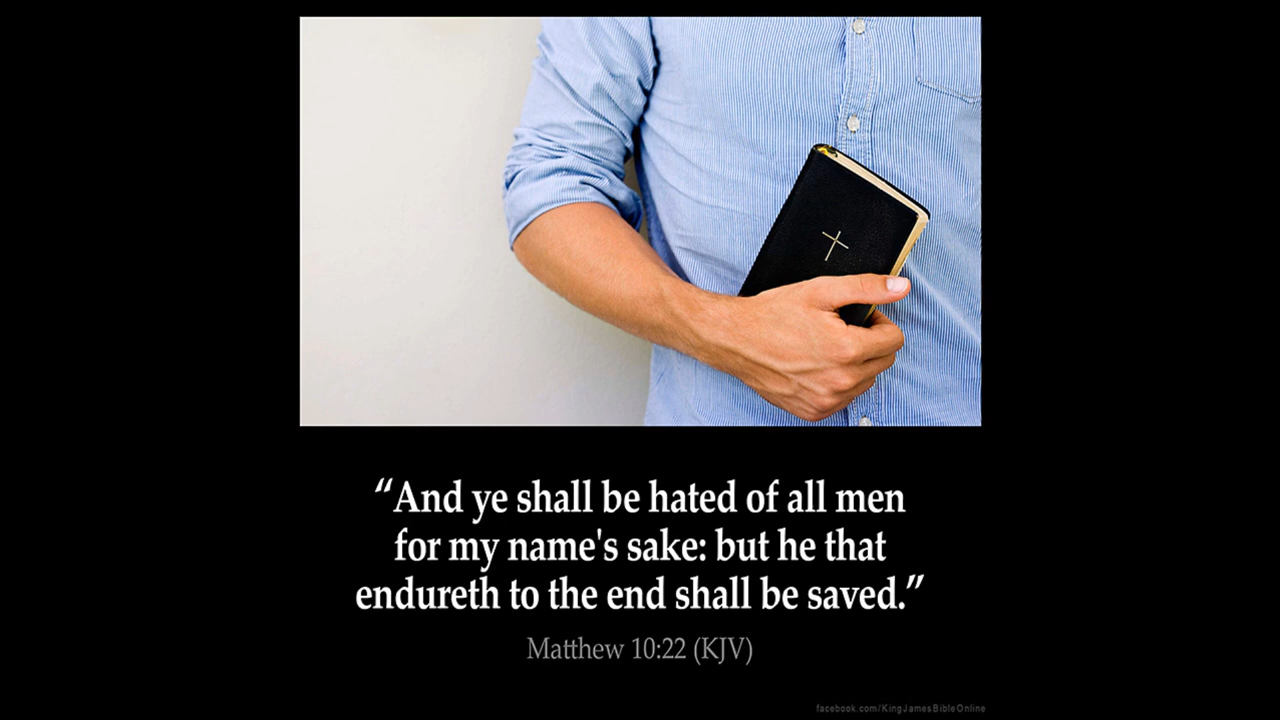 “And ye shall be hated of all men
for my name's sake: but he that
endureth to the end shall be saved.”
Matthew 10:22 (KJV)
facebook.com/KingJamesBibleOnline